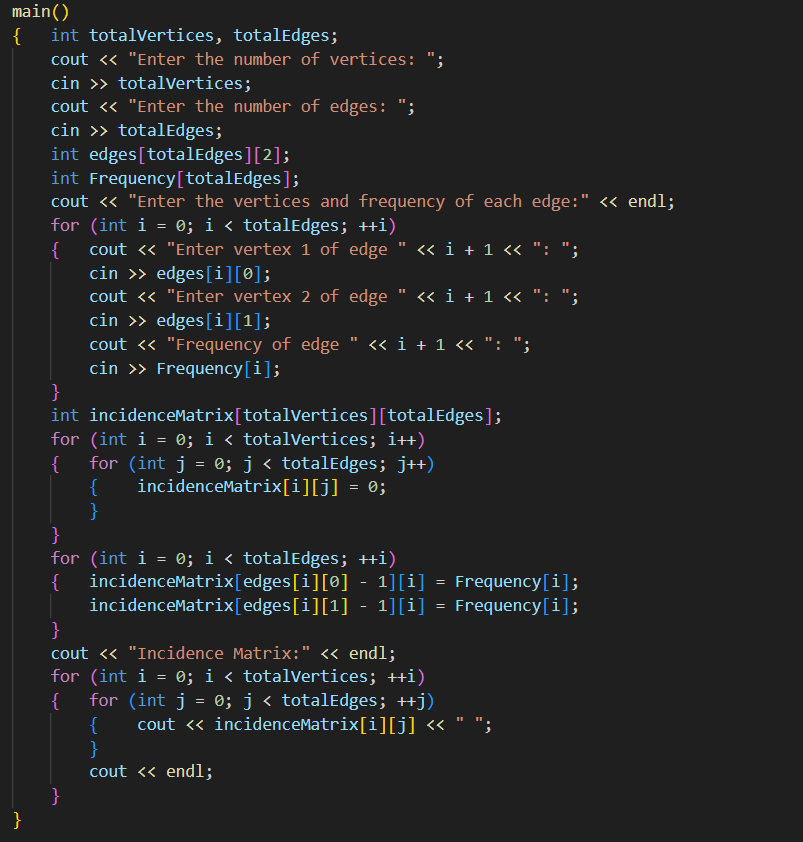 main()
{   int totalVertices, totalEdges;
    cout << "Enter the number of vertices: ";
    cin >> totalVertices;
    cout << "Enter the number of edges: ";
    cin >> totalEdges;
    int edges[totalEdges][2];
    int Frequency[totalEdges];
    cout << "Enter the vertices and frequency of each edge:" << endl;
    for (int i = 0; i < totalEdges; ++i)
    {   cout << "Enter vertex 1 of edge " << i + 1 << ": ";
        cin >> edges[i][0];
        cout << "Enter vertex 2 of edge " << i + 1 << ": ";
        cin >> edges[i][1];
        cout << "Frequency of edge " << i + 1 << ": ";
        cin >> Frequency[i];
    }
    int incidenceMatrix[totalVertices][totalEdges];
    for (int i = 0; i < totalVertices; i++)
    {   for (int j = 0; j < totalEdges; j++)
        {    incidenceMatrix[i][j] = 0;
        }
    }
    for (int i = 0; i < totalEdges; ++i)
    {   incidenceMatrix[edges[i][0] - 1][i] = Frequency[i];
        incidenceMatrix[edges[i][1] - 1][i] = Frequency[i];
    }
    cout << "Incidence Matrix:" << endl;
    for (int i = 0; i < totalVertices; ++i)
    {   for (int j = 0; j < totalEdges; ++j)
        {    cout << incidenceMatrix[i][j] << " ";
        }
        cout << endl;
    }
}